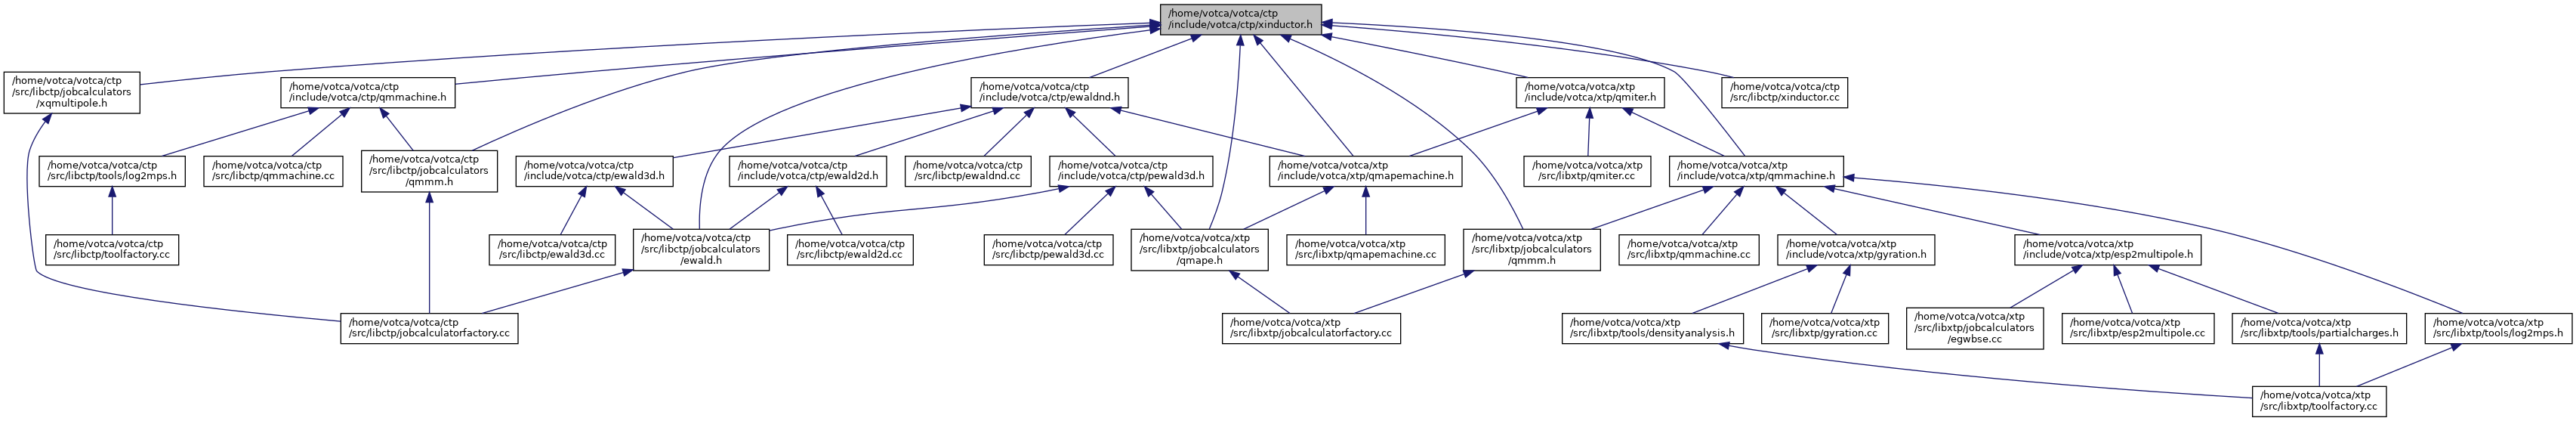 /home/votca/votca/ctp
/include/votca/ctp/xinductor.h
/home/votca/votca/ctp
/src/libctp/jobcalculators
/xqmultipole.h
/home/votca/votca/ctp
/include/votca/ctp/qmmachine.h
/home/votca/votca/ctp
/include/votca/ctp/ewaldnd.h
/home/votca/votca/xtp
/include/votca/xtp/qmiter.h
/home/votca/votca/ctp
/src/libctp/xinductor.cc
/home/votca/votca/ctp
/src/libctp/tools/log2mps.h
/home/votca/votca/ctp
/src/libctp/qmmachine.cc
/home/votca/votca/ctp
/src/libctp/jobcalculators
/qmmm.h
/home/votca/votca/ctp
/include/votca/ctp/ewald3d.h
/home/votca/votca/ctp
/include/votca/ctp/ewald2d.h
/home/votca/votca/ctp
/src/libctp/ewaldnd.cc
/home/votca/votca/ctp
/include/votca/ctp/pewald3d.h
/home/votca/votca/xtp
/include/votca/xtp/qmapemachine.h
/home/votca/votca/xtp
/src/libxtp/qmiter.cc
/home/votca/votca/xtp
/include/votca/xtp/qmmachine.h
/home/votca/votca/ctp
/src/libctp/toolfactory.cc
/home/votca/votca/ctp
/src/libctp/ewald3d.cc
/home/votca/votca/ctp
/src/libctp/jobcalculators
/ewald.h
/home/votca/votca/ctp
/src/libctp/ewald2d.cc
/home/votca/votca/ctp
/src/libctp/pewald3d.cc
/home/votca/votca/xtp
/src/libxtp/jobcalculators
/qmape.h
/home/votca/votca/xtp
/src/libxtp/qmapemachine.cc
/home/votca/votca/xtp
/src/libxtp/jobcalculators
/qmmm.h
/home/votca/votca/xtp
/src/libxtp/qmmachine.cc
/home/votca/votca/xtp
/include/votca/xtp/gyration.h
/home/votca/votca/xtp
/include/votca/xtp/esp2multipole.h
/home/votca/votca/ctp
/src/libctp/jobcalculatorfactory.cc
/home/votca/votca/xtp
/src/libxtp/jobcalculatorfactory.cc
/home/votca/votca/xtp
/src/libxtp/tools/densityanalysis.h
/home/votca/votca/xtp
/src/libxtp/gyration.cc
/home/votca/votca/xtp
/src/libxtp/jobcalculators
/egwbse.cc
/home/votca/votca/xtp
/src/libxtp/esp2multipole.cc
/home/votca/votca/xtp
/src/libxtp/tools/partialcharges.h
/home/votca/votca/xtp
/src/libxtp/tools/log2mps.h
/home/votca/votca/xtp
/src/libxtp/toolfactory.cc